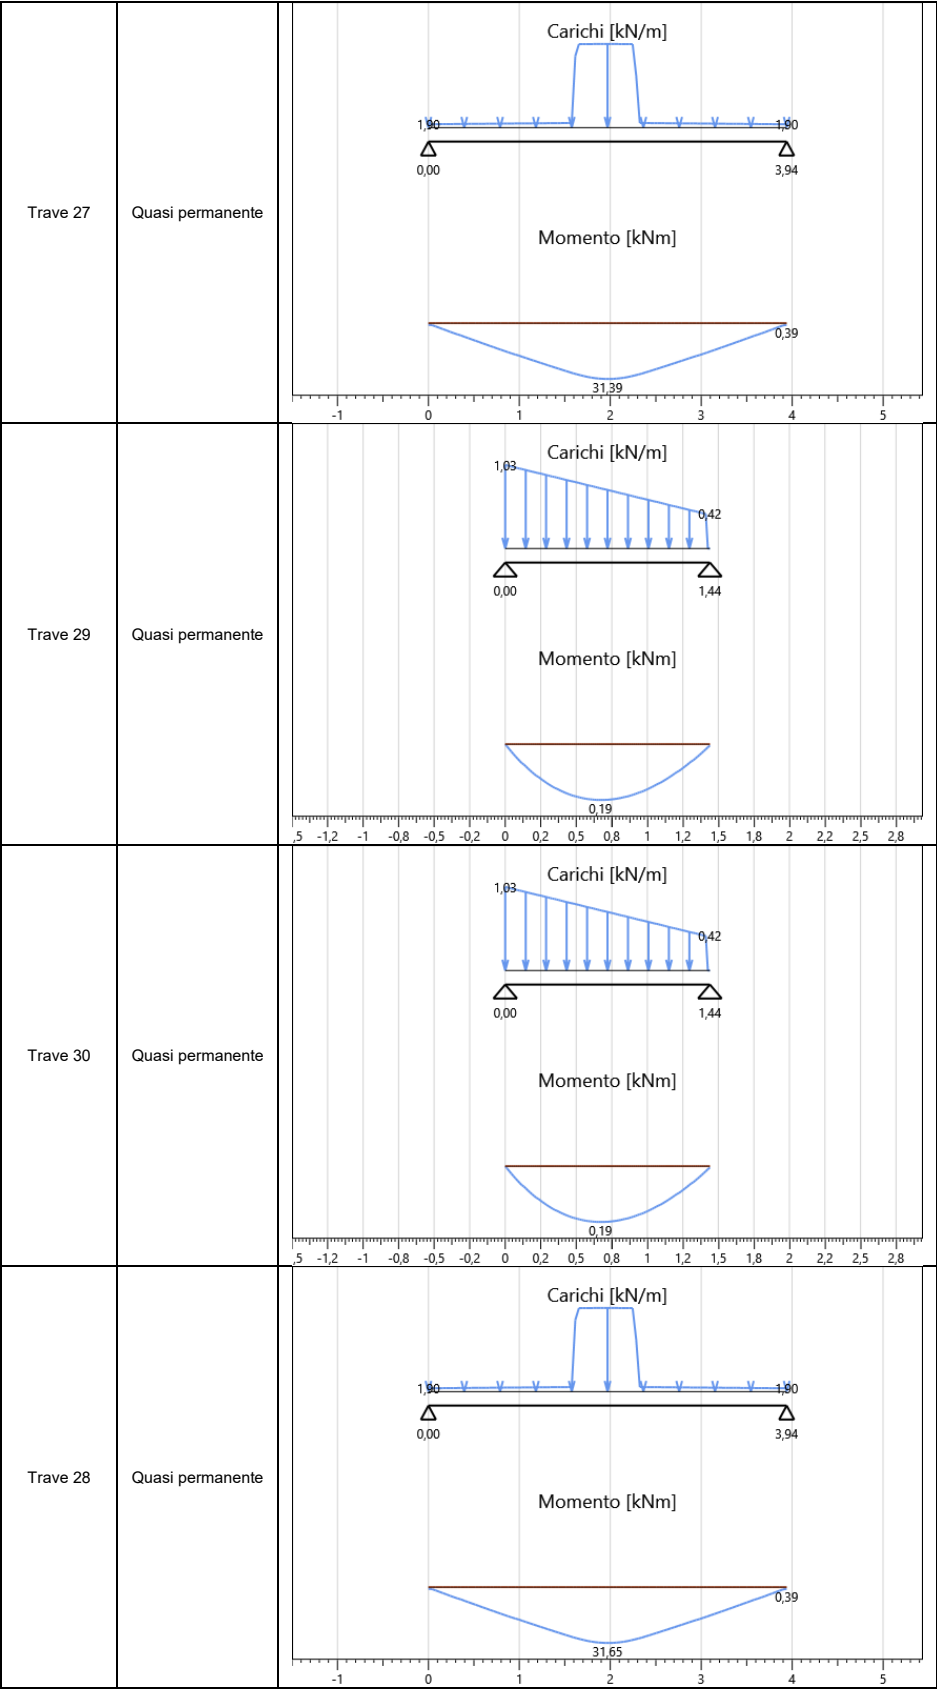 Trave 27
Quasi permanente
Carichi [kN/m]
1,90 1,90
0,00 3,94
Momento [kNm]
0,39
31,39
-1 0 1 2 3 4 5
Trave 29
Quasi permanente
Carichi [kN/m]
1,03
0,42
0,00 1,44
Momento [kNm]
0,19
,5 -1,2 -1 -0,8 -0,5 -0,2 0 0,2 0,5 0,8 1 1,2 1,5 1,8 2 2,2 2,5 2,8
Trave 30
Quasi permanente
Carichi [kN/m]
1,03
0,42
0,00 1,44
Momento [kNm]
0,19
,5 -1,2 -1 -0,8 -0,5 -0,2 0 0,2 0,5 0,8 1 1,2 1,5 1,8 2 2,2 2,5 2,8
Trave 28
Quasi permanente
Carichi [kN/m]
1,90 1,90
0,00 3,94
Momento [kNm]
0,39
31,65
-1 0 1 2 3 4 5